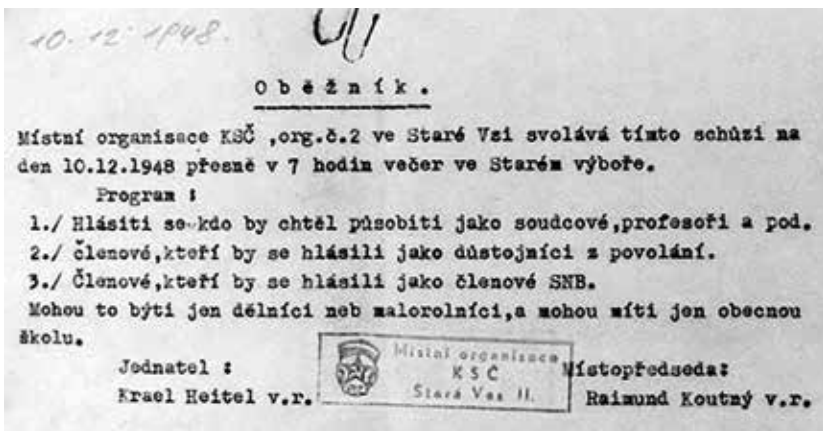 10. 12. 1948.
Oběžník.
Místní organisace KSČ ,org.č.2 ve Staré Vsi svolává tímto schůzi na
den 10.12.1948 přesně v 7 hodin večer ve Starém výboře.
Program :
1./ Hlásiti se kdo by chtěl působiti jako soudcové,profesoři a pod.
2./ členové,kteří by se hlásili jako důstojníci z povolání.
3./ Členové,kteří by se hlásili jako členové SNB.
Mohou to býti jen dělníci neb malorolníci,a mohou míti jen obecnou
školu.
Jednatel :
Krael Heitel v.r.
Místní organisace
KSČ
Stará Ves II.
Místopředseda:
Raimund Koutný v.r.